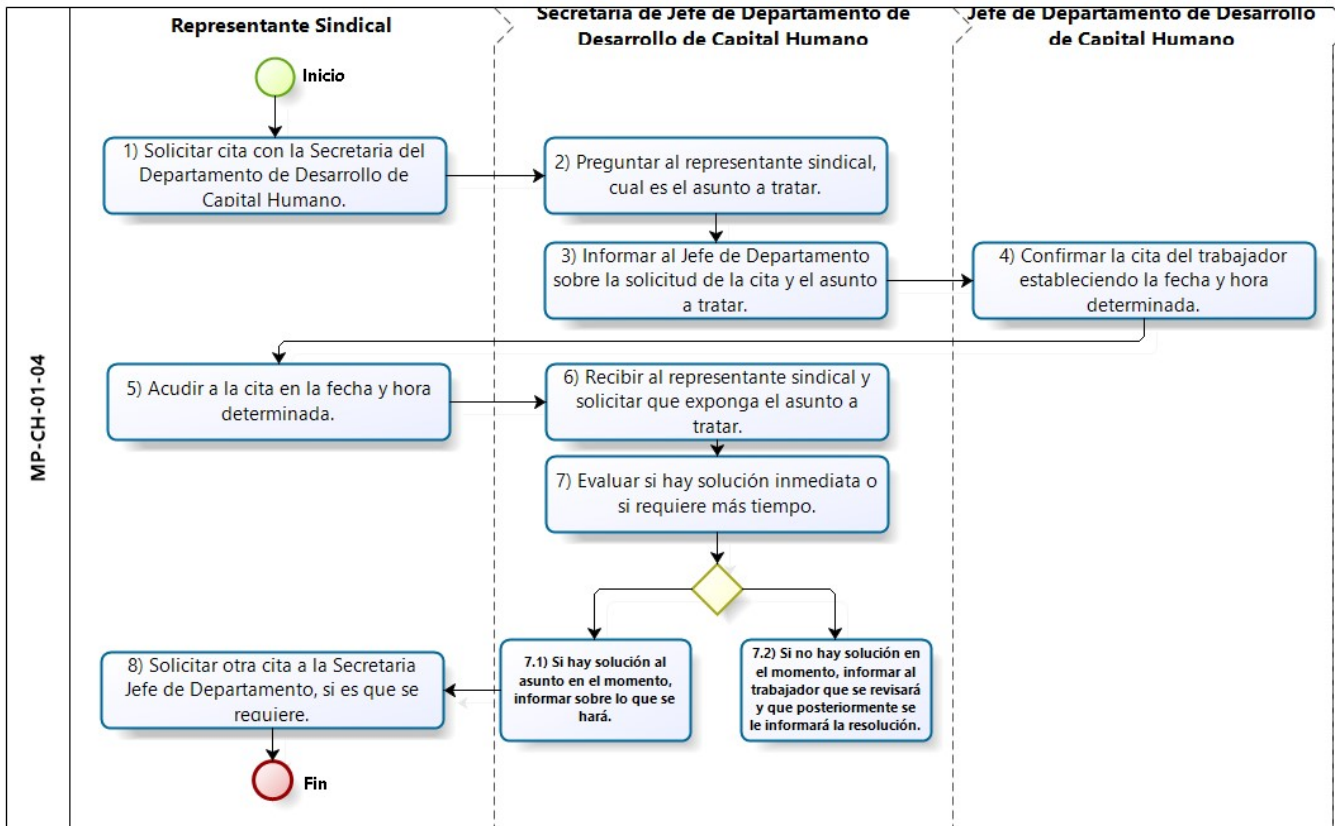 MP-CH-01-04
Representante Sindical
Secretaria de Jefe de Departamento de
Desarrollo de Capital Humano
Jefe de Departamento de Desarrollo
de Capital Humano
Inicio
1) Solicitar cita con la Secretaria del
Departamento de Desarrollo de
Capital Humano.
2) Preguntar al representante sindical,
cual es el asunto a tratar.
3) Informar al Jefe de Departamento
sobre la solicitud de la cita y el asunto
a tratar.
4) Confirmar la cita del trabajador
estableciendo la fecha y hora
determinada.
5) Acudir a la cita en la fecha y hora
determinada.
6) Recibir al representante sindical y
solicitar que exponga el asunto a
tratar.
7) Evaluar si hay solución inmediata o
si requiere más tiempo.
7.1) Si hay solución al
asunto en el momento,
informar sobre lo que se
hará.
7.2) Si no hay solución en
el momento, informar al
trabajador que se revisará
y que posteriormente se
le informará la resolución.
8) Solicitar otra cita a la Secretaria
Jefe de Departamento, si es que se
requiere.
Fin